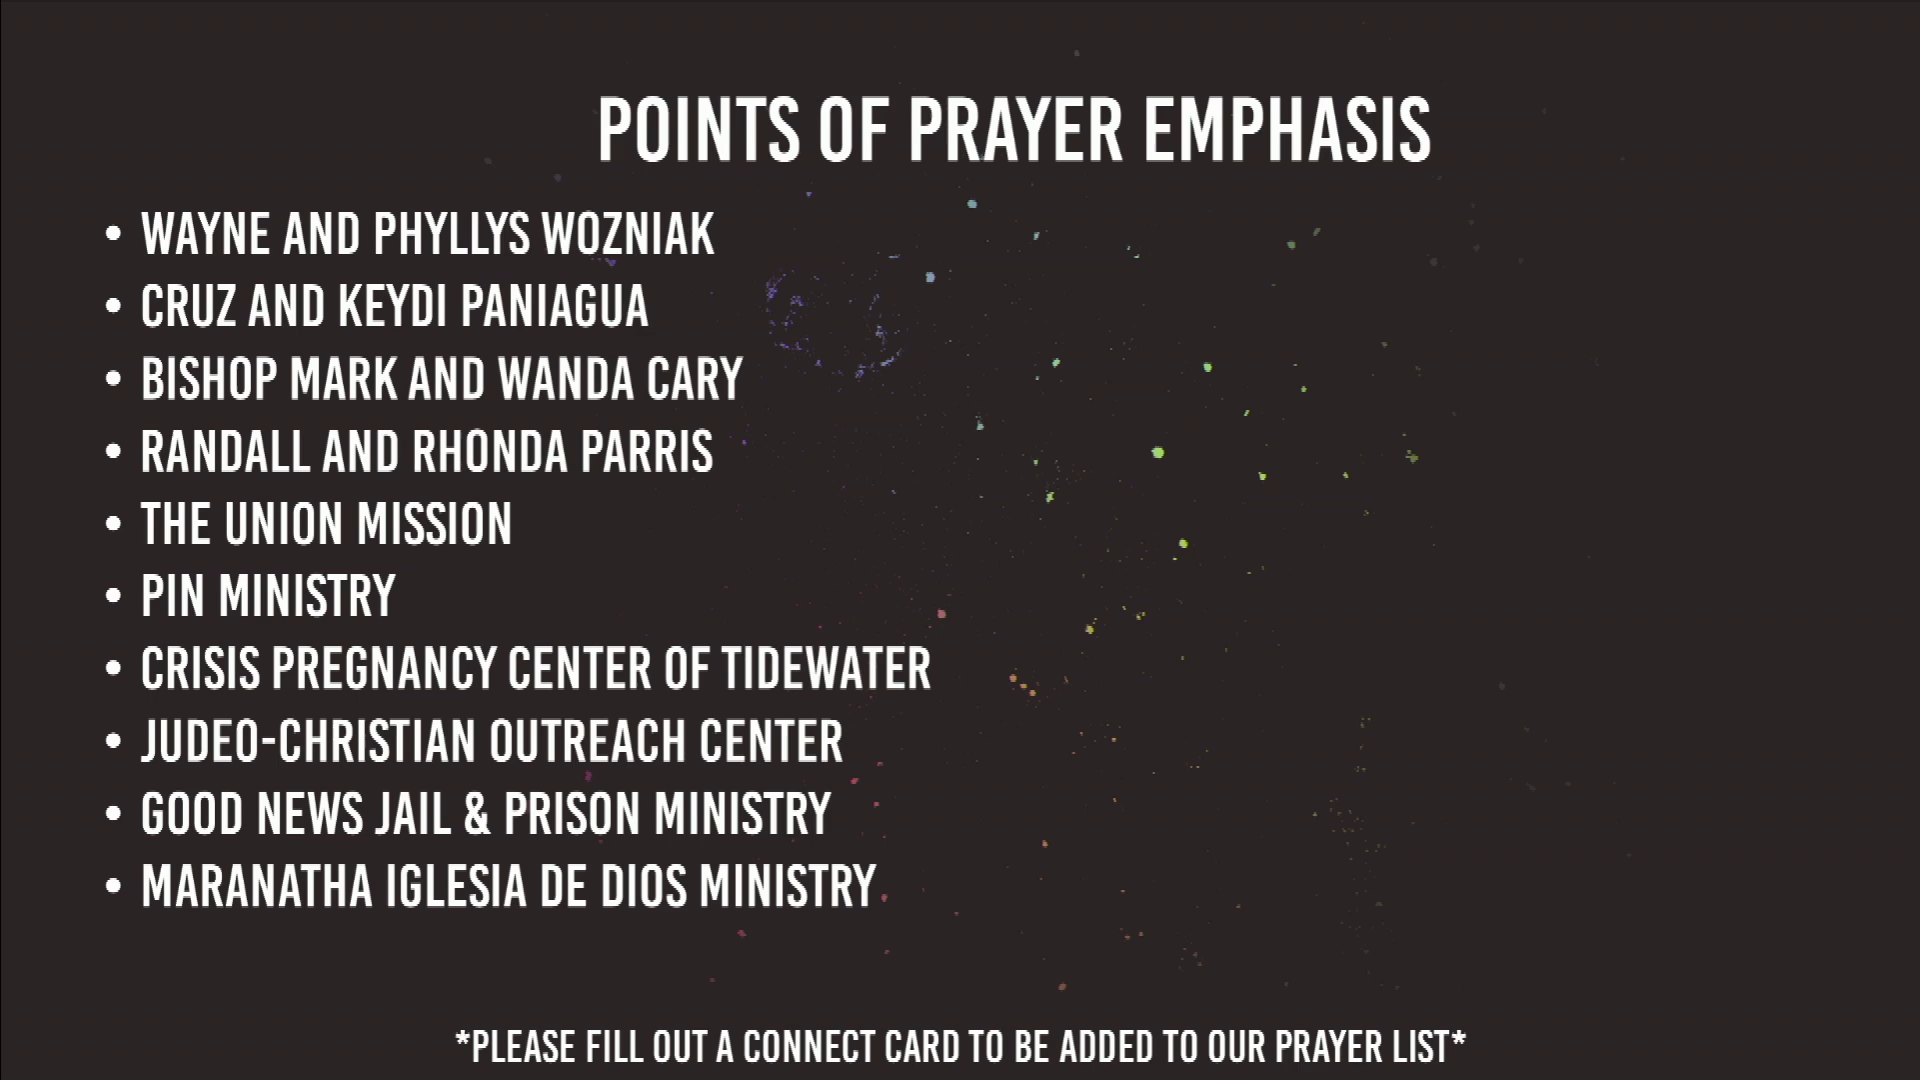 POINTS OF PRAYER EMPHASIS
• WAYNE AND PHYLLYS WOZNIAK
• CRUZ AND KEYDI PANIAGUA
• BISHOP MARK AND WANDA CARY
• RANDALL AND RHONDA PARRIS
• THE UNION MISSION
• PIN MINISTRY
• CRISIS PREGNANCY CENTER OF TIDEWATER
• JUDEO-CHRISTIAN OUTREACH CENTER
• GOOD NEWS JAIL & PRISON MINISTRY
• MARANATHA IGLESIA DE DIOS MINISTRY
*PLEASE FILL OUT A CONNECT CARD TO BE ADDED TO OUR PRAYER LIST*